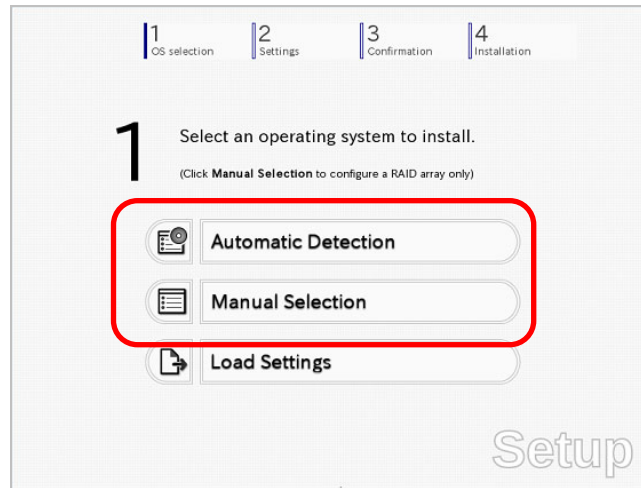 1
OS selection
2
Settings
3
Confirmation
4
Installation
1
Select an operating system to install.
(Click Manual Selection to configure a RAID array only)
Automatic Detection
Manual Selection
Load Settings
Setup